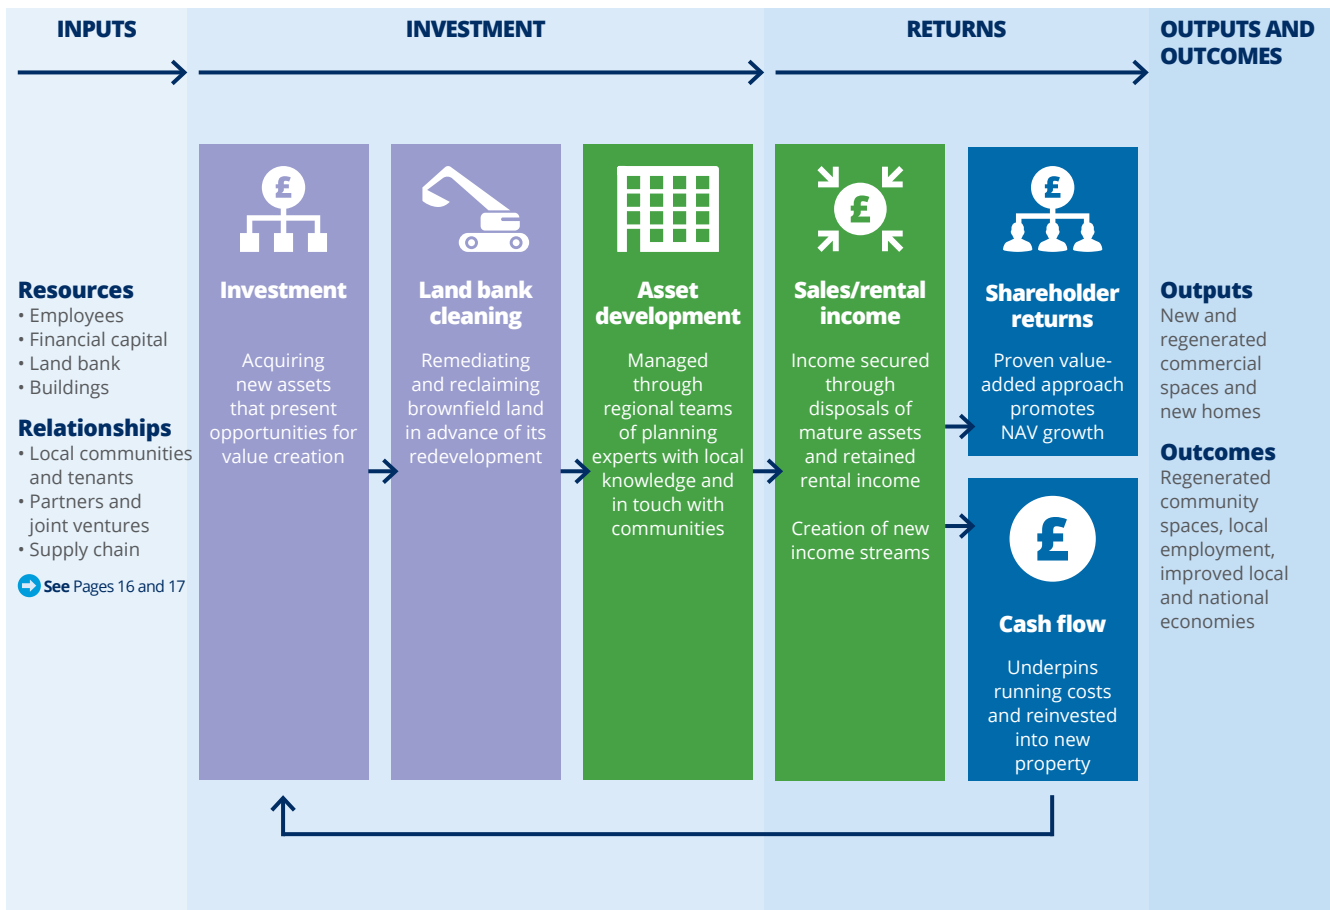 INPUTS
INVESTMENT
RETURNS
OUTPUTS AND
OUTCOMES
Resources
• Employees
• Financial capital
• Land bank
• Buildings
Relationships
• Local communities
and tenants
• Partners and
joint ventures
• Supply chain
See Pages 16 and 17
£
Investment
Acquiring
new assets
that present
opportunities for
value creation
Land bank
cleaning
Remediating
and reclaiming
brownfield land
in advance of its
redevelopment
Asset
development
Managed
through
regional teams
of planning
experts with local
knowledge and
in touch with
communities
£
Sales/rental
income
Income secured
through
disposals of
mature assets
and retained
rental income
Creation of new
income streams
£
Shareholder
returns
Proven value-
added approach
promotes
NAV growth
£
Cash flow
Underpins
running costs
and reinvested
into new
property
Outputs
New and
regenerated
commercial
spaces and
new homes
Outcomes
Regenerated
community
spaces, local
employment,
improved local
and national
economies